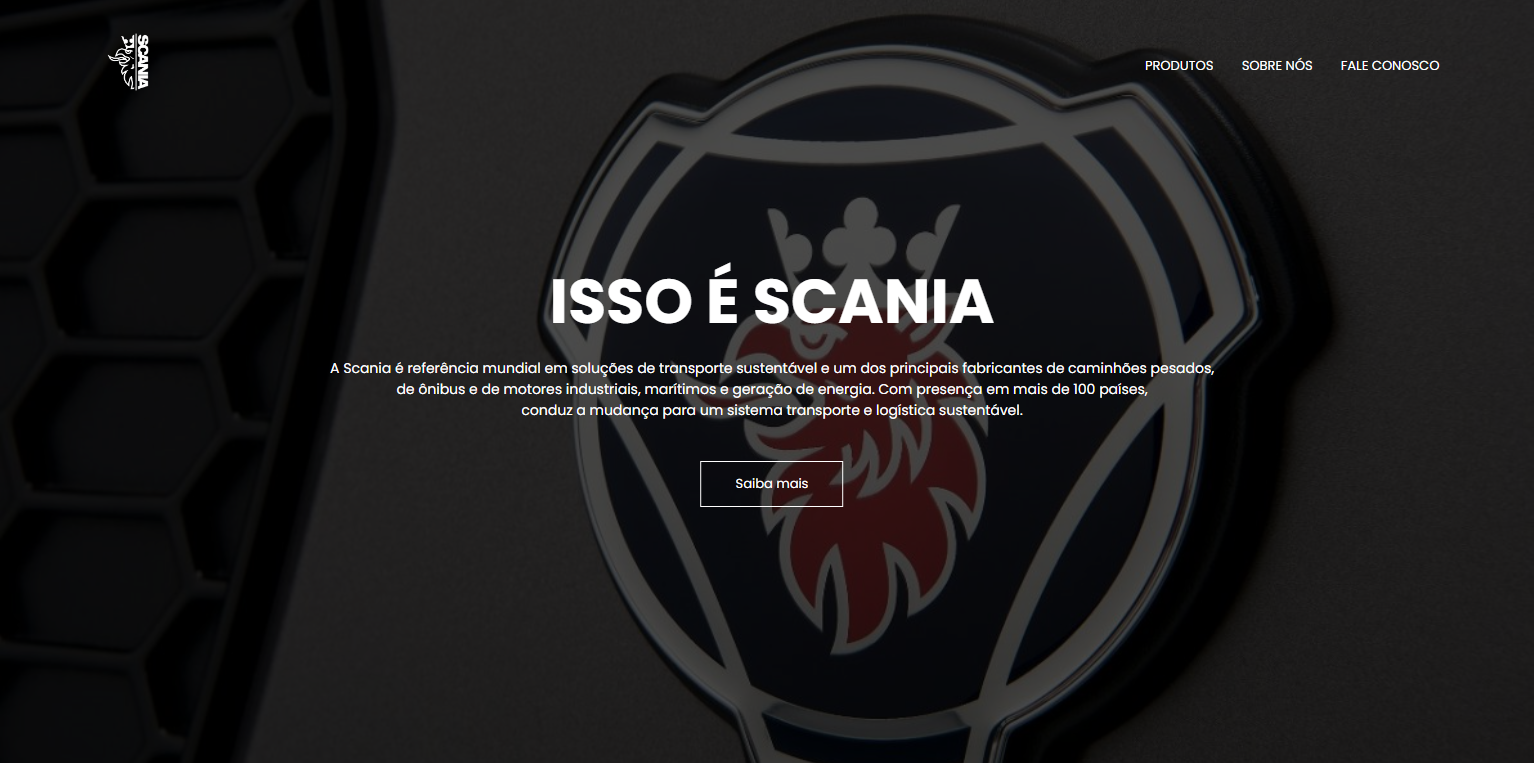 SCANIA
PRODUTOS
SOBRE NÓS
FALE CONOSCO
ISSO É SCANIA
A Scania é referência mundial em soluções de transporte sustentável e um dos principais fabricantes de caminhões pesados,
de ônibus e de motores industriais, marítimos e geração de energia. Com presença em mais de 100 países,
conduz a mudança para um sistema transporte e logística sustentável.
Saiba mais